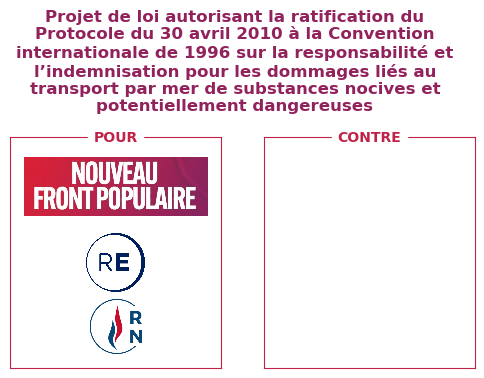 Projet de loi autorisant la ratification du
Protocole du 30 avril 2010 à la Convention
internationale de 1996 sur la responsabilité et
l’indemnisation pour les dommages liés au
transport par mer de substances nocives et
potentiellement dangereuses
POUR
NOUVEAU
FRONT POPULAIRE
RE
R
N
CONTRE